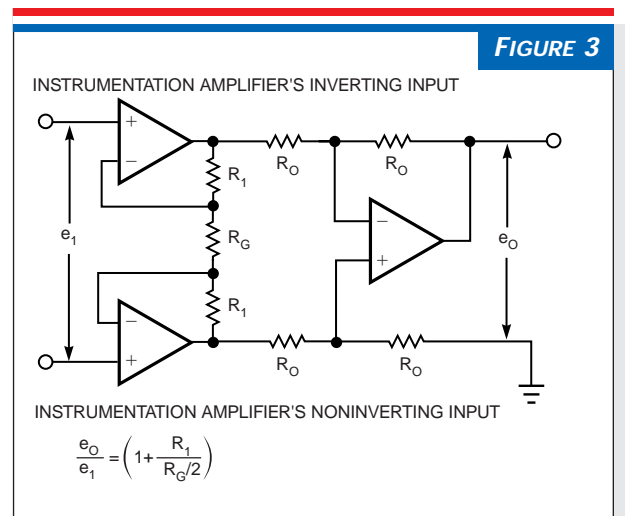 FIGURE 3
INSTRUMENTATION AMPLIFIER'S INVERTING INPUT
+
−
R1
RO
RO
e1
RG
−
+
eO
R1
−
+
RO
RO
INSTRUMENTATION AMPLIFIER'S NONINVERTING INPUT
eO/e1 = (1+ R1/(RG/2))